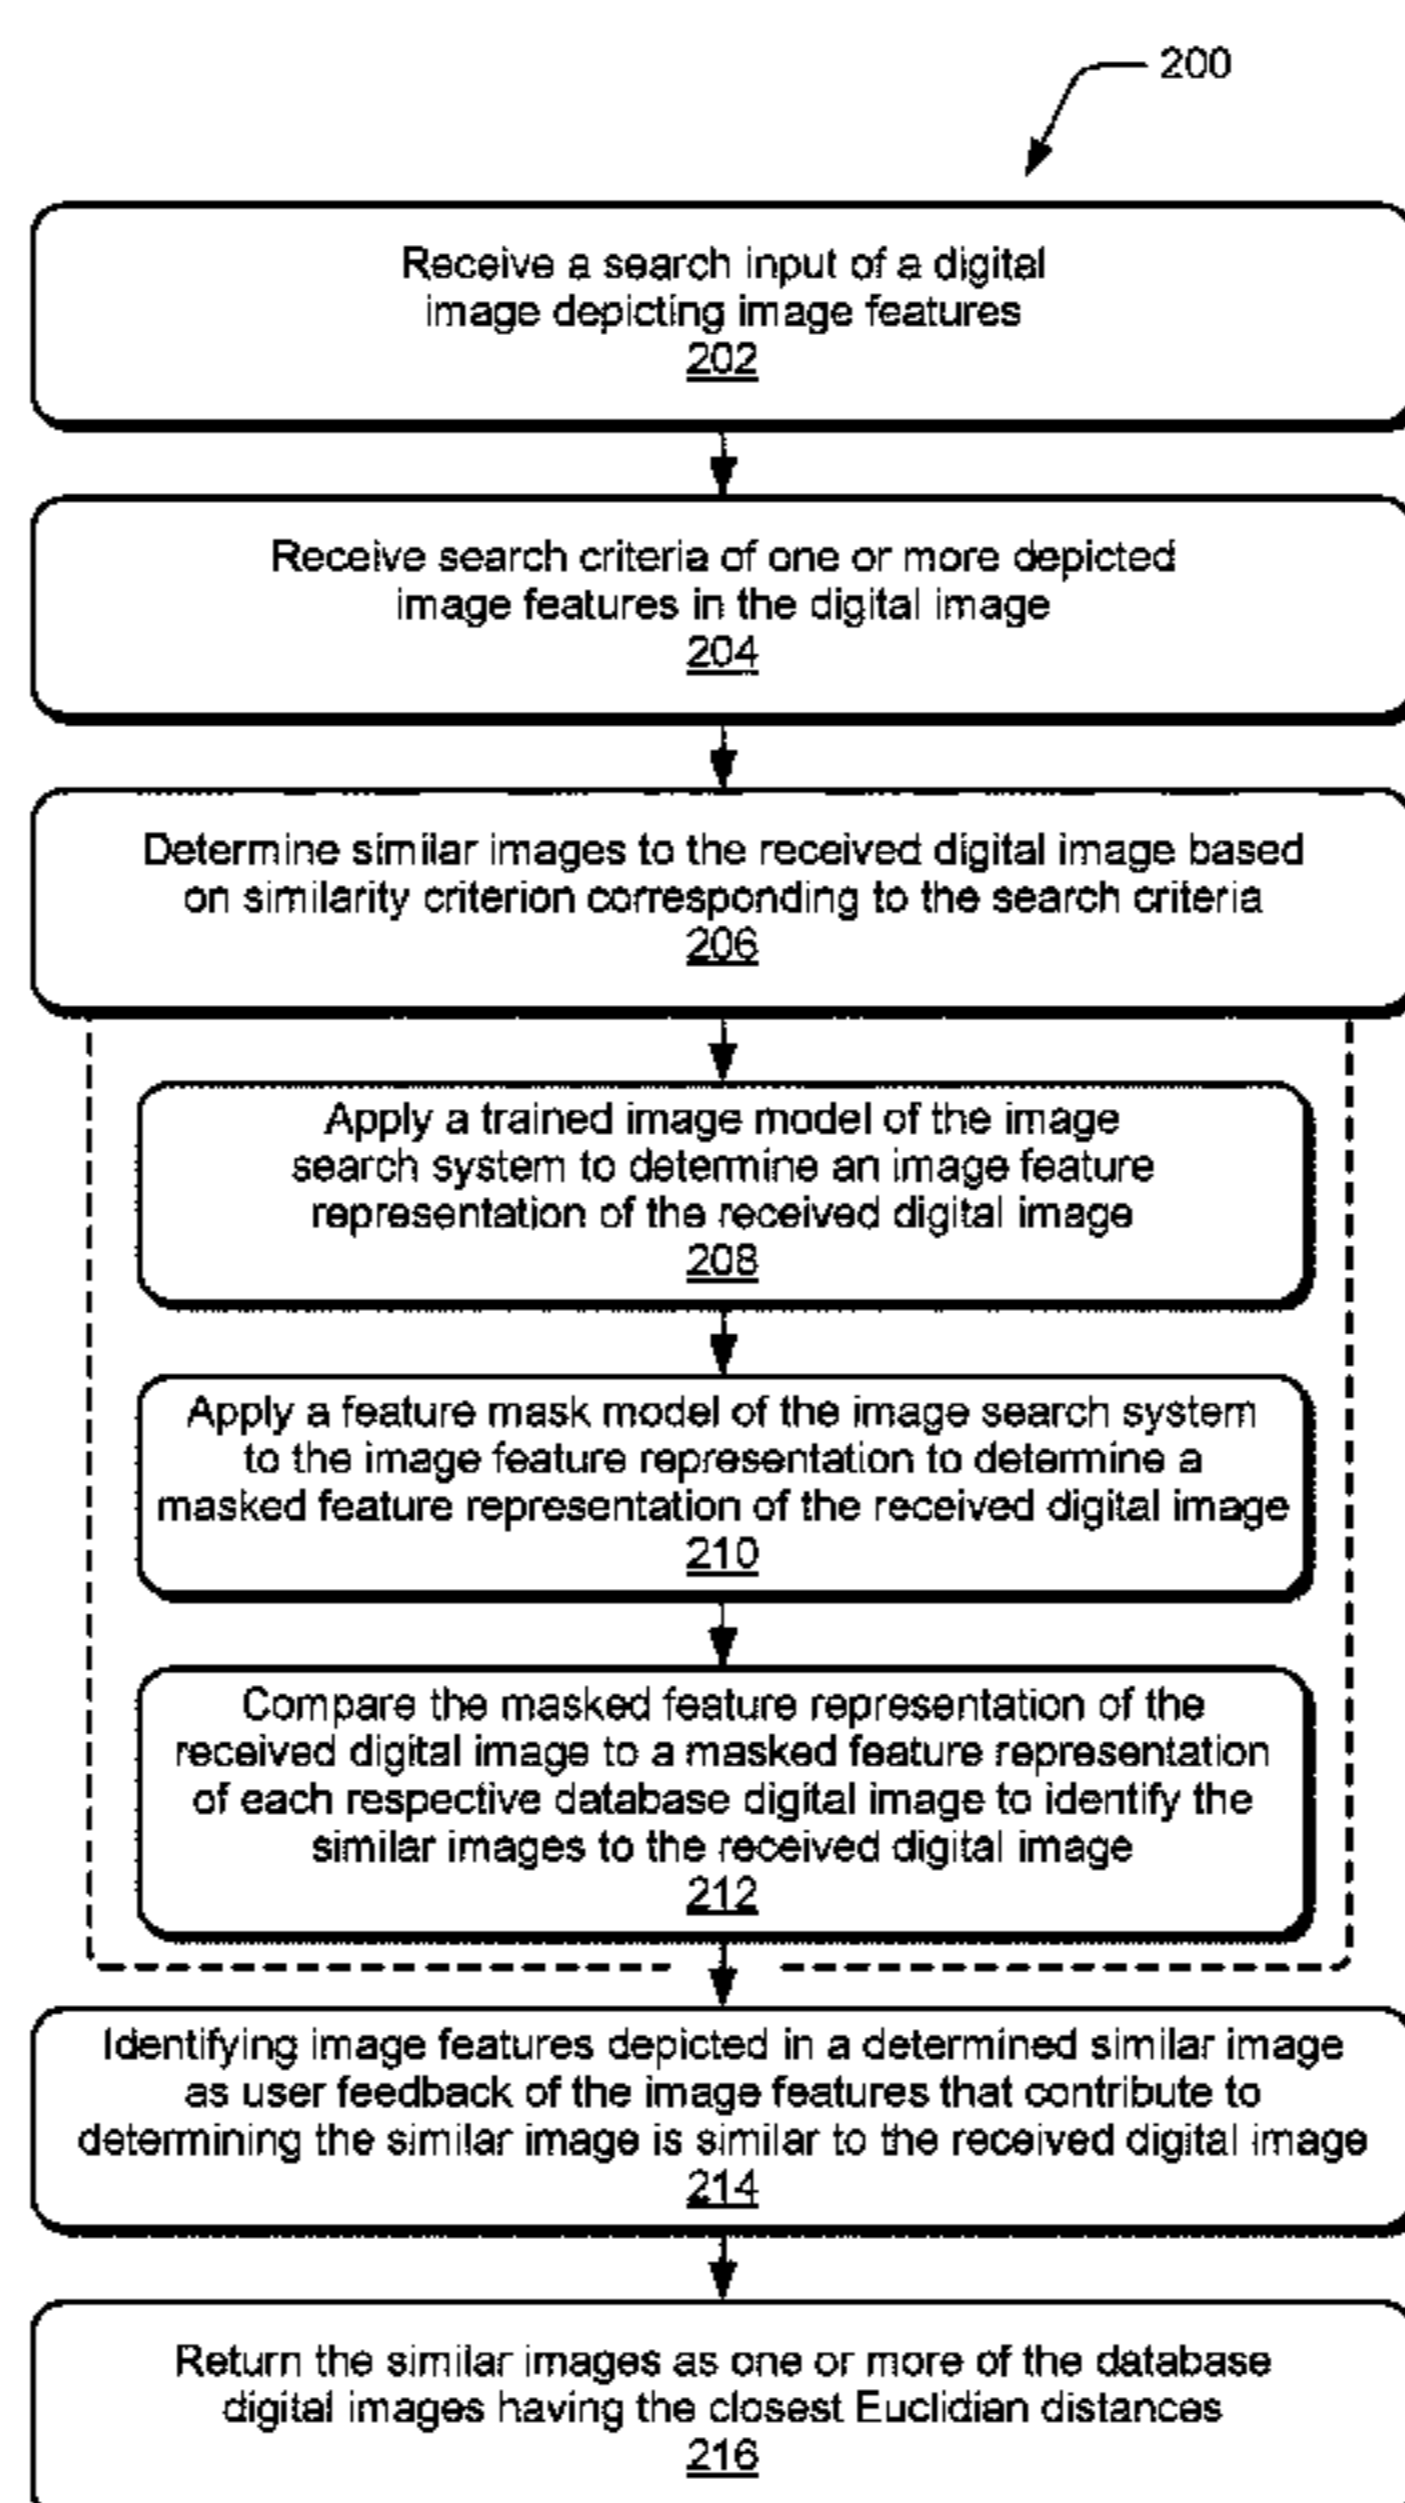 200
Receive a search input of a digital
image depicting image features
202
Receive search criteria of one or more depicted
image features in the digital image
204
Determine similar images to the received digital image based
on similarity criterion corresponding to the search criteria
206
Apply a trained image model of the image
search system to determine an image feature
representation of the received digital image
208
Apply a feature mask model of the image search system
to the image feature representation to determine a
masked feature representation of the received digital image
210
Compare the masked feature representation of the
received digital image to a masked feature representation
of each respective database digital image to identify the
similar images to the received digital image
212
Identifying image features depicted in a determined similar image
as user feedback of the image features that contribute to
determining the similar image is similar to the received digital image
214
Return the similar images as one or more of the database
digital images having the closest Euclidian distances
216